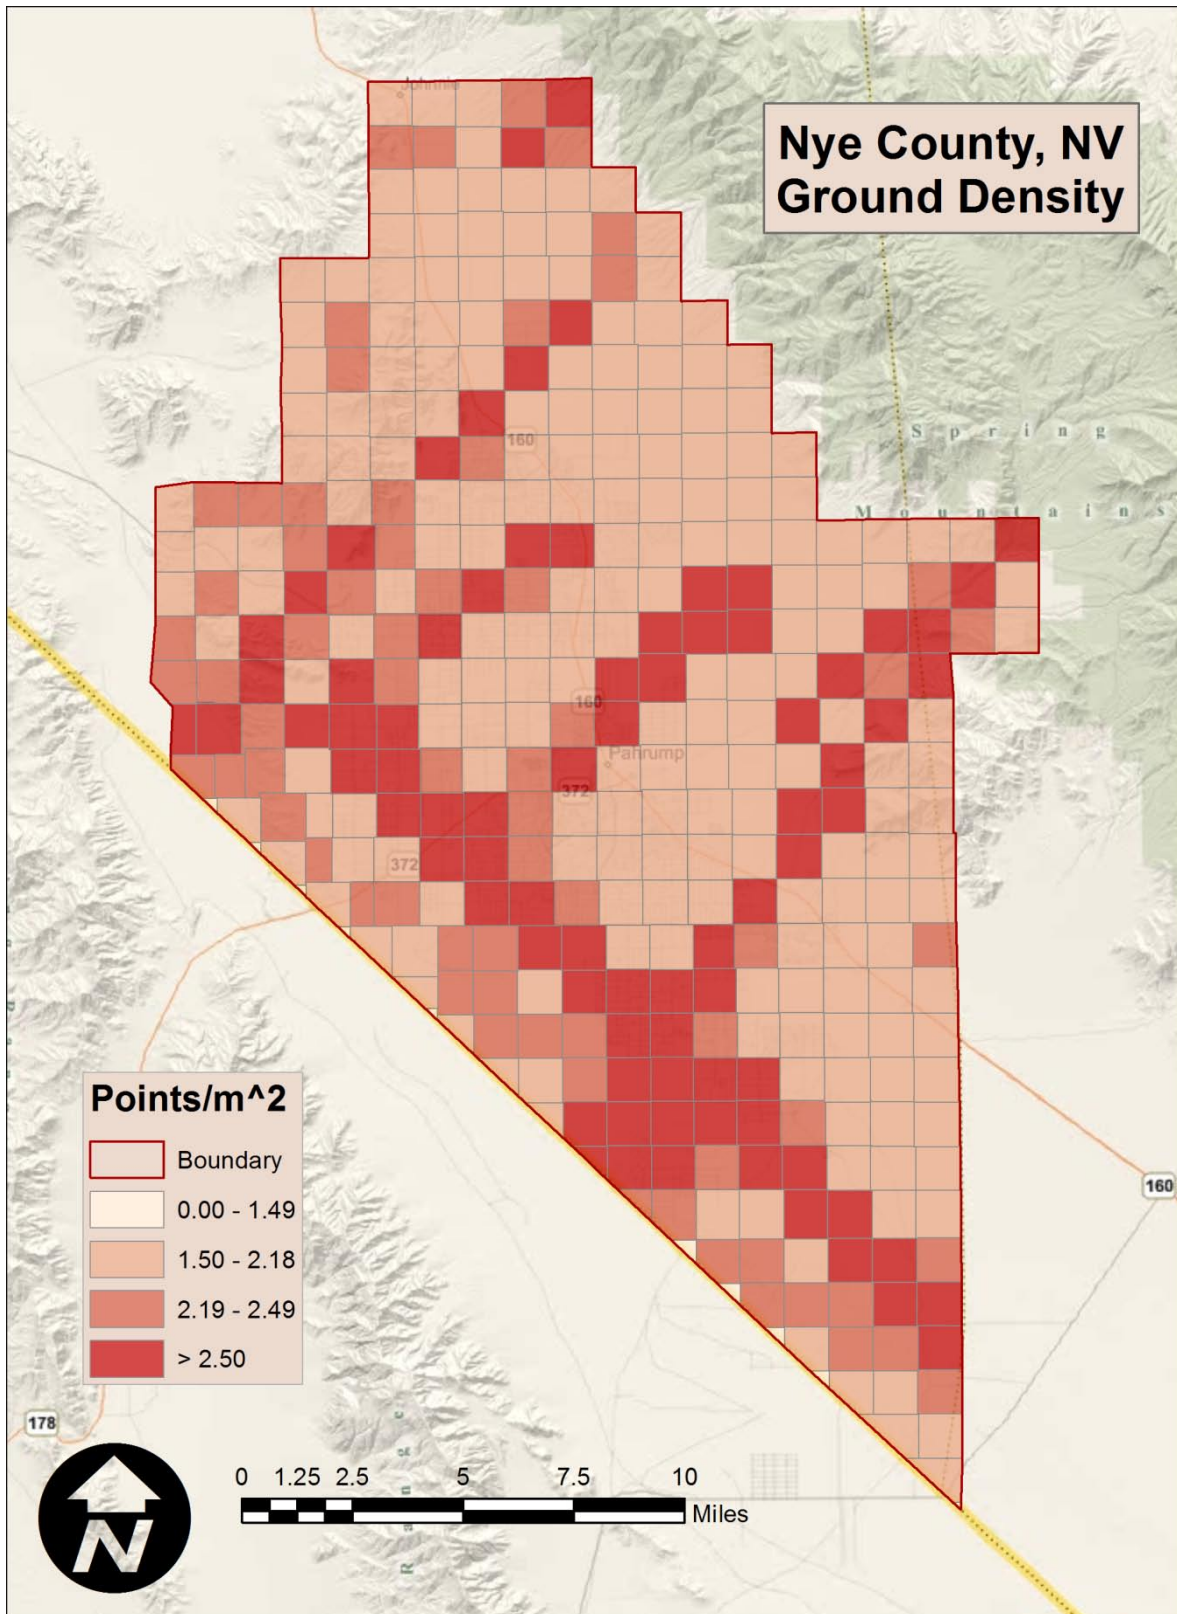 Johnnie
Nye County, NV
Ground Density
160
Spring
Mountains
160
Pahrump
372
372
Points/m^2
Boundary
0.00 - 1.49
1.50 - 2.18
2.19 - 2.49
> 2.50
160
178
Range
N
0 1.25 2.5 5 7.5 10
Miles